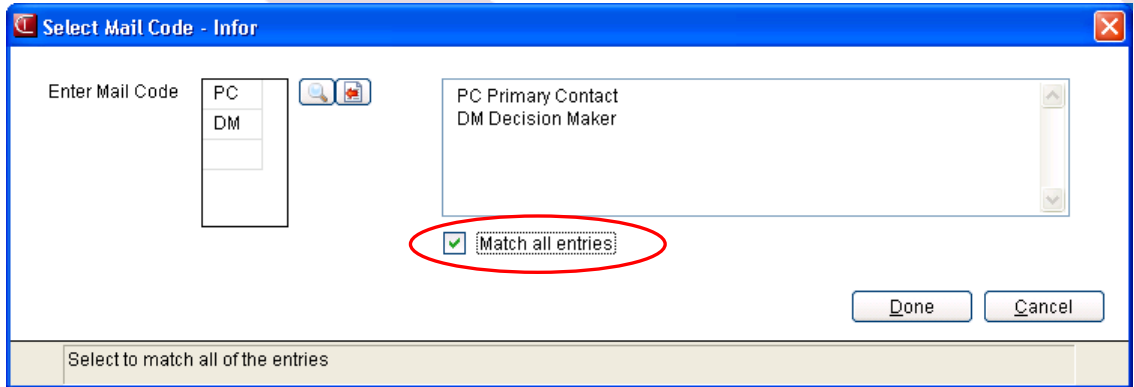 Select Mail Code - Infor
Enter Mail Code
PC
DM
PC Primary Contact
DM Decision Maker
Match all entries
Done
Cancel
Select to match all of the entries